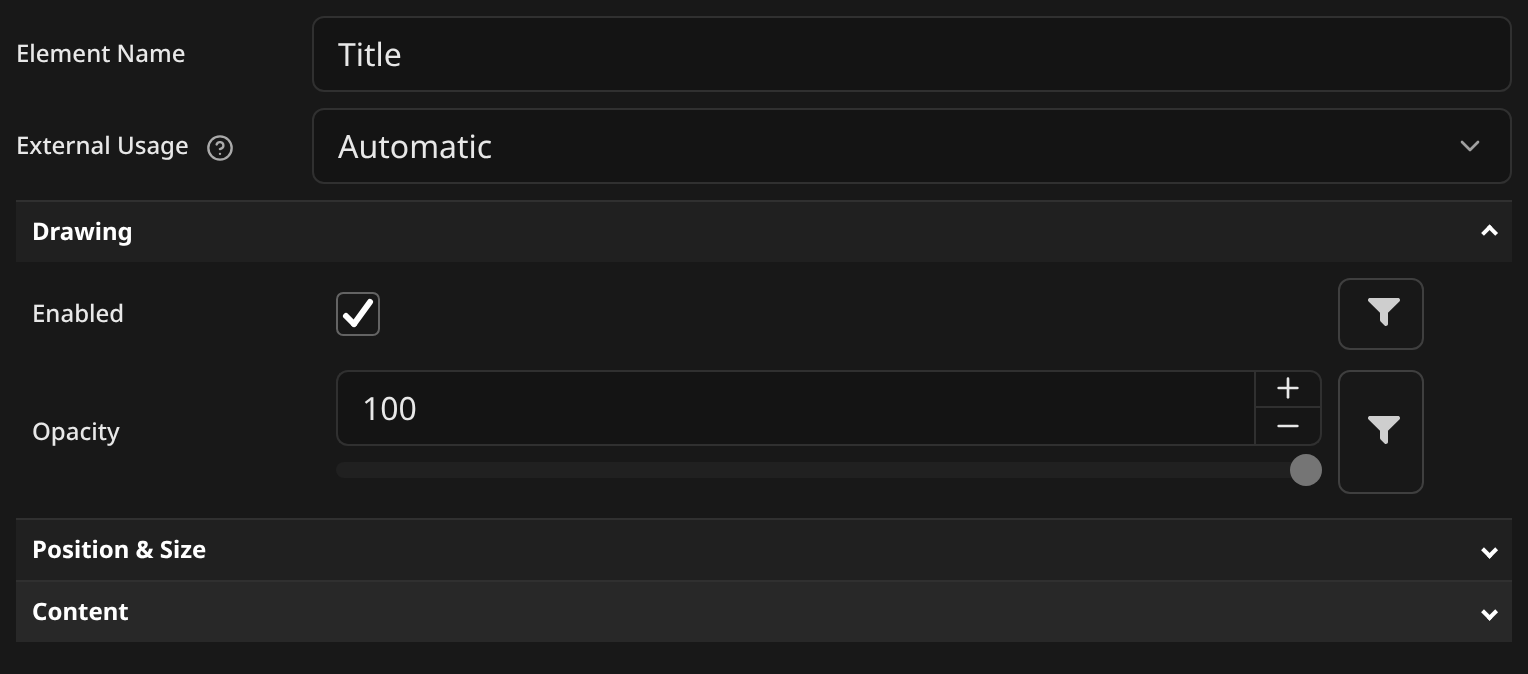 Element Name
Title
External Usage
Automatic
Drawing
Enabled
Opacity
100
Position & Size
Content